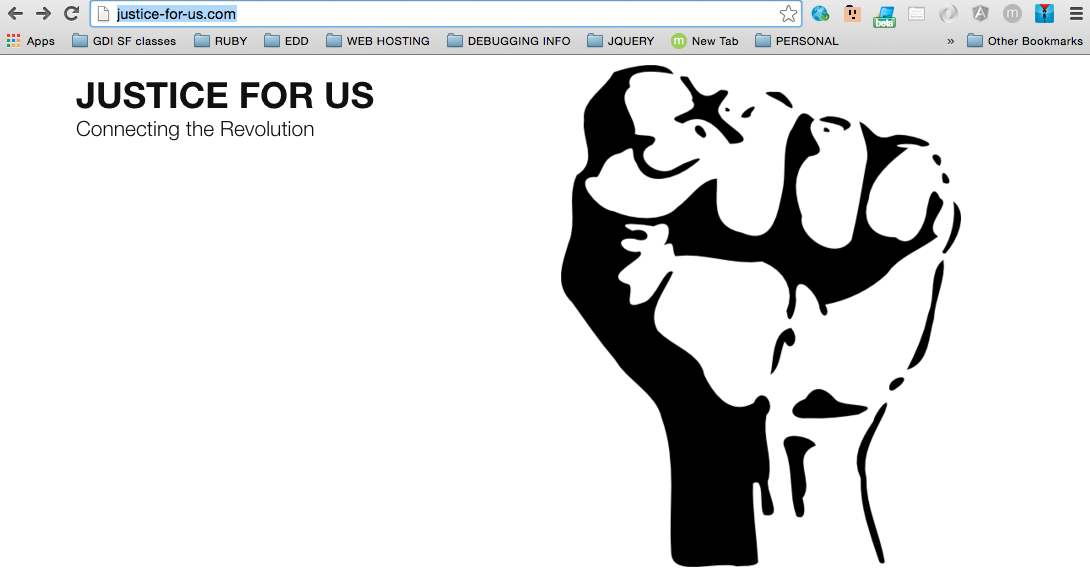 justice-for-us.com
beta
Apps GDI SF classes RUBY EDD WEB HOSTING DEBUGGING INFO JQUERY m New Tab PERSONAL » Other Bookmarks
JUSTICE FOR US
Connecting the Revolution